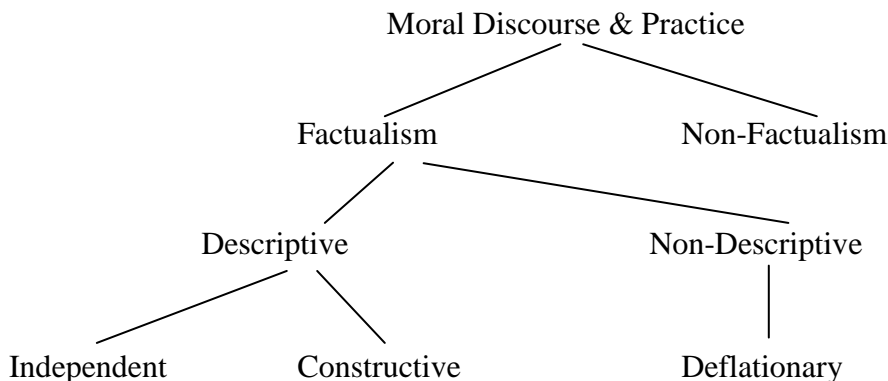 Moral Discourse & Practice
Factualism Non-Factualism
Descriptive Non-Descriptive
Independent Constructive Deflationary